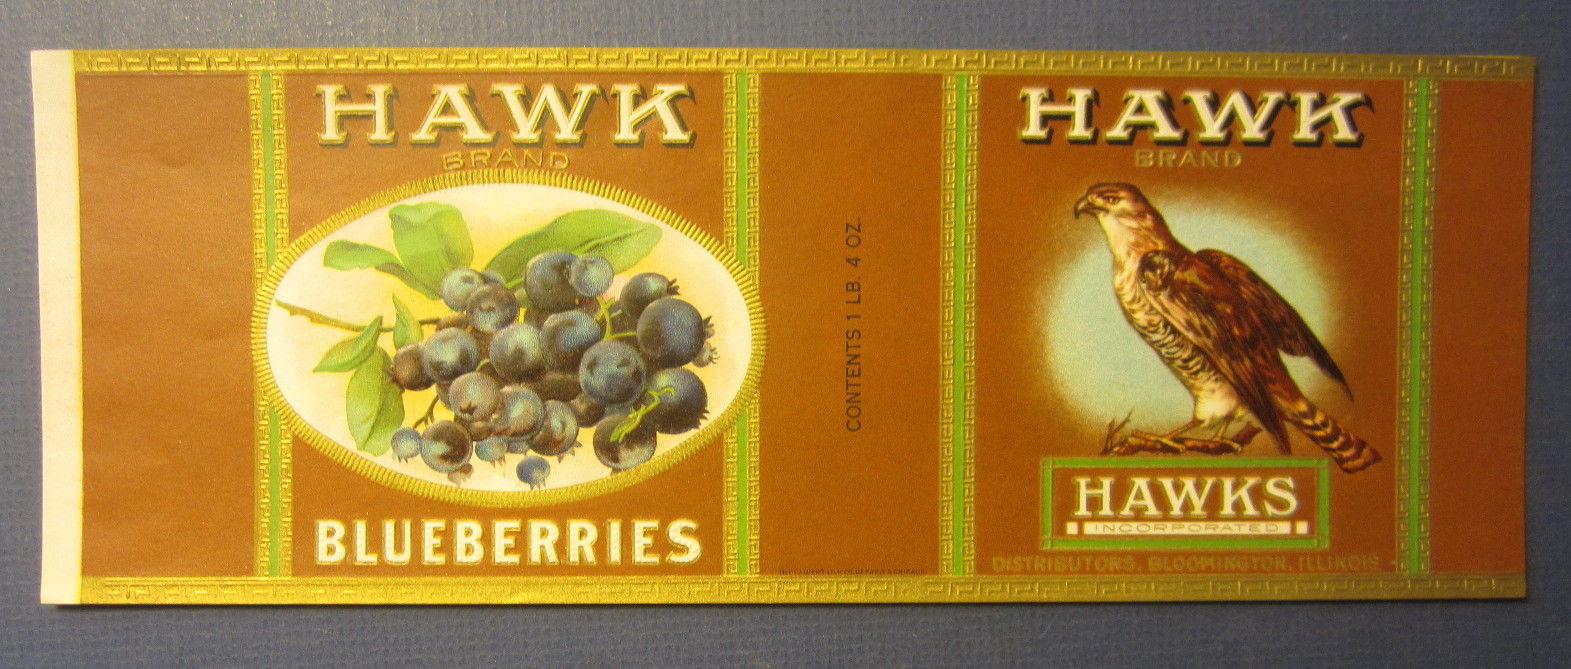 HAWK
BRAND
BLUEBERRIES
CONTENTS 1 LB. 4 OZ.
HAWK
BRAND
HAWKS
INCORPORATED
DISTRIBUTORS, BLOOMINGTON, ILLINOIS